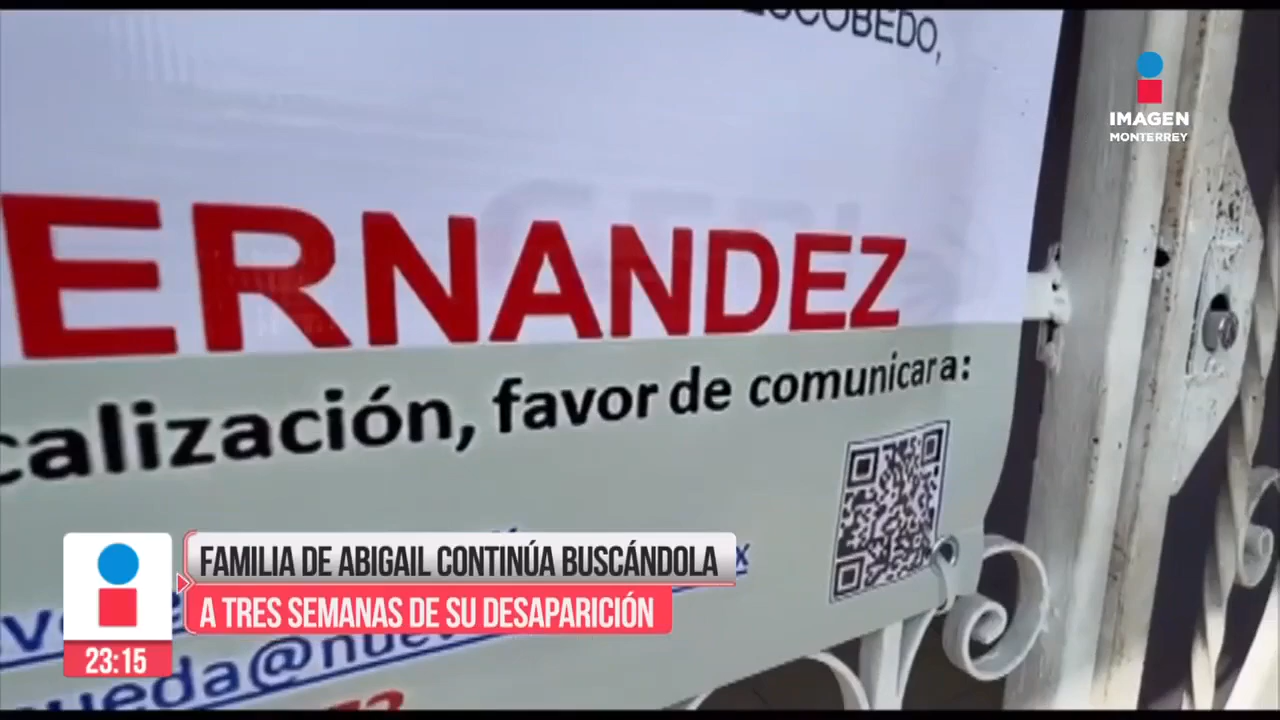 ESCOBEDO,
IMAGEN
MONTERREY
ERNANDEZ
calización, favor de comunicar a:
FAMILIA DE ABIGAIL CONTINÚA BUSCÁNDOLA
A TRES SEMANAS DE SU DESAPARICIÓN
23:15